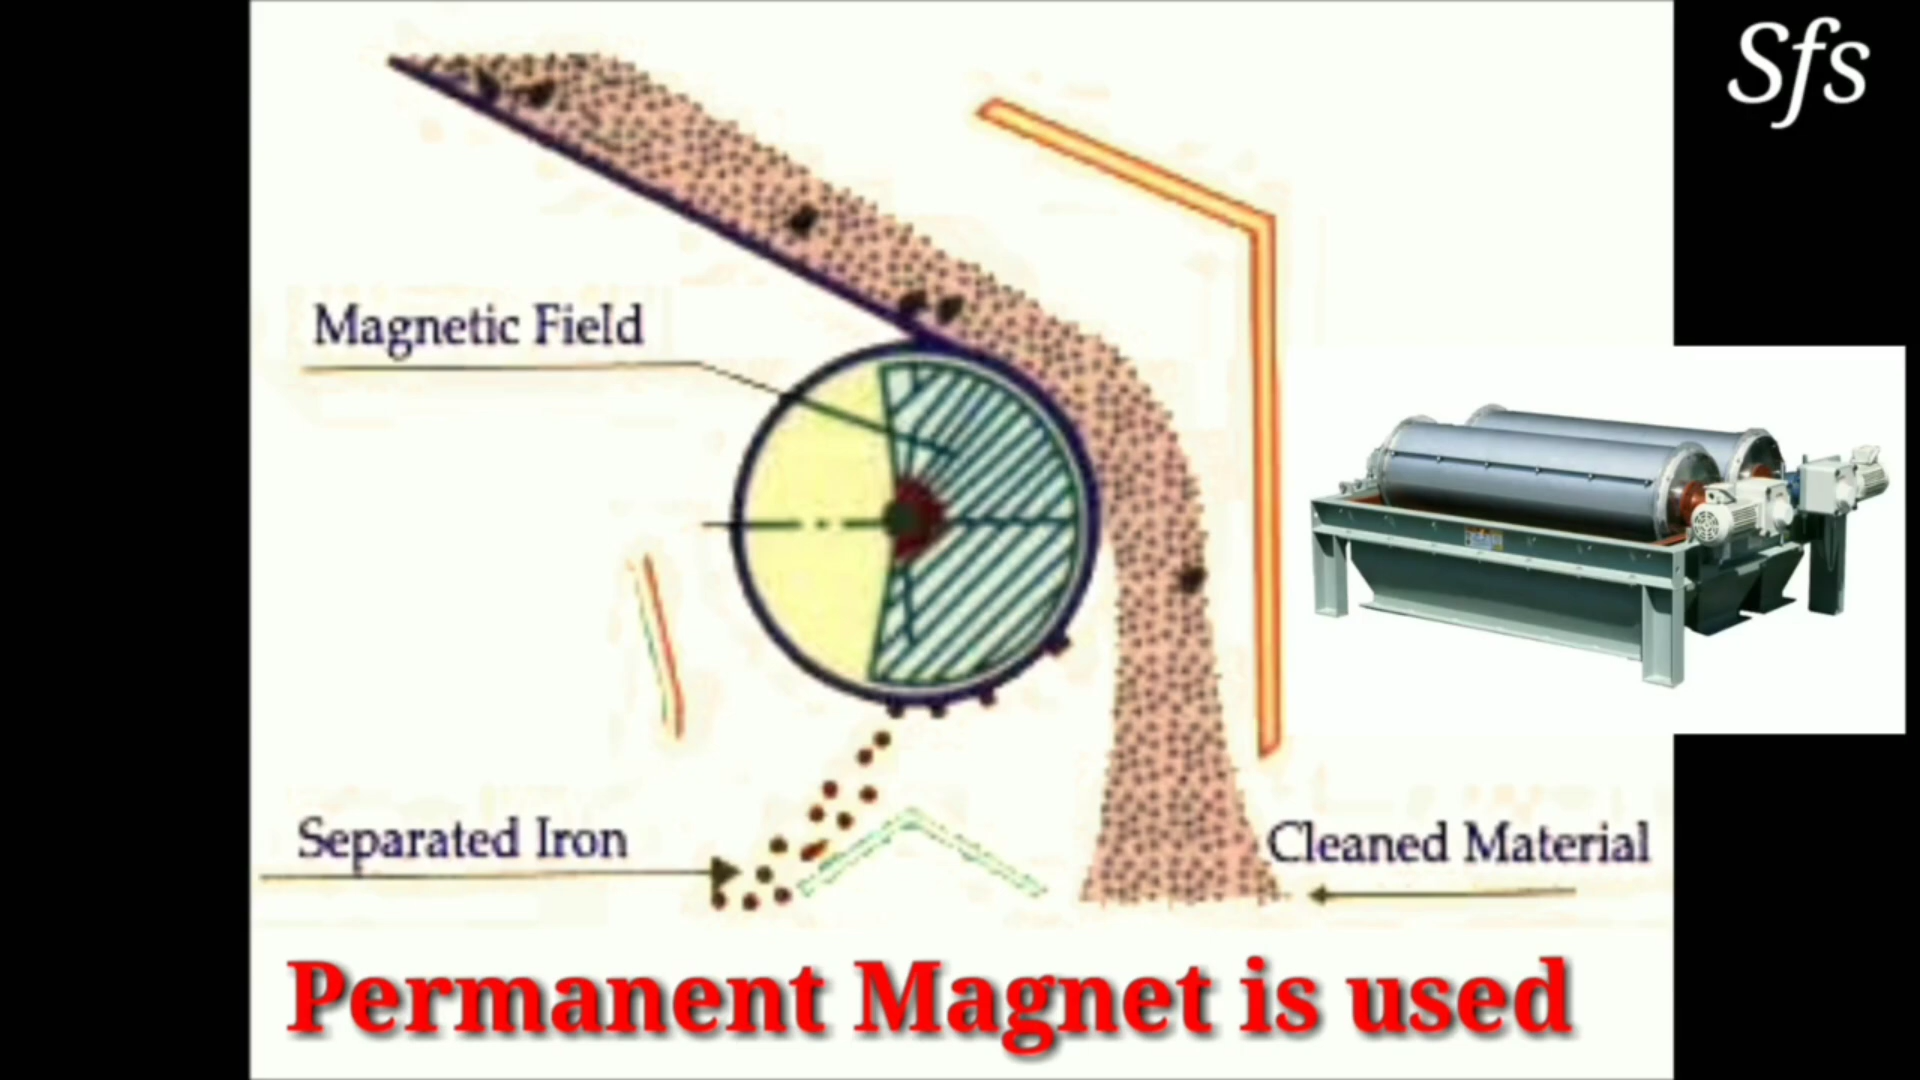 Sfs
Magnetic Field
Separated Iron
Cleaned Material
Permanent Magnet is used